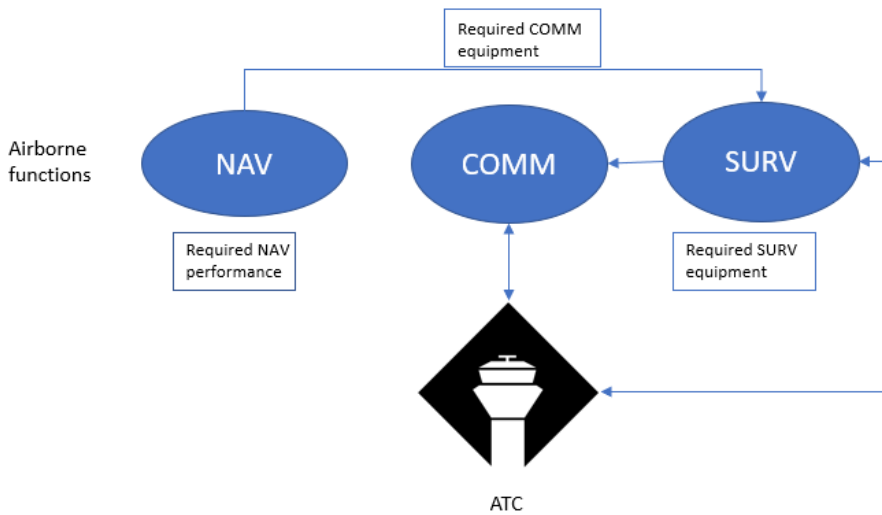 Required COMM
equipment
Airborne
functions
NAV
COMM
SURV
Required NAV
performance
Required SURV
equipment
ATC